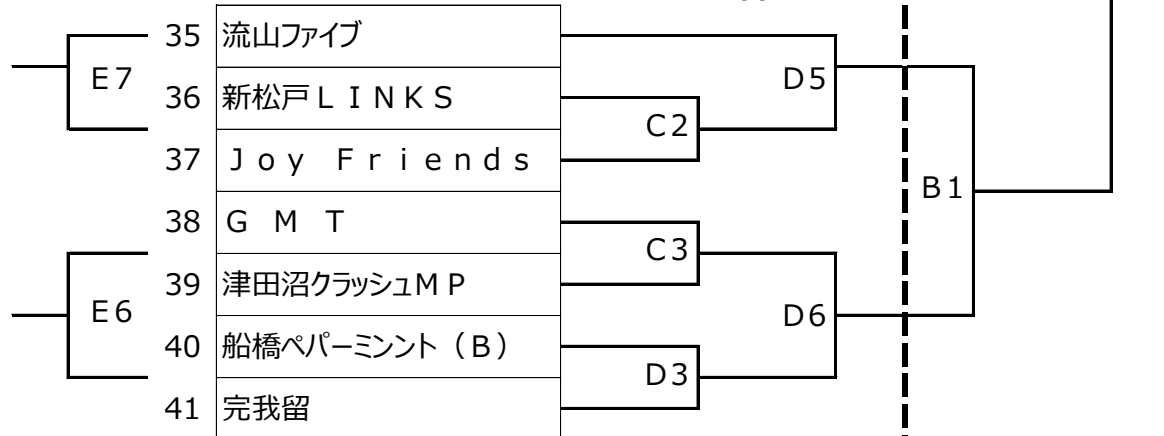 35 流山ファイブ
E7
D5
36 新松戸ＬＩＮＫＳ
C2
37 Ｊｏｙ　Ｆｒｉｅｎｄｓ
B1
38 Ｇ　Ｍ　Ｔ
C3
39 津田沼クラッシュＭＰ
E6
D6
40 船橋ペパーミンント（Ｂ）
D3
41 完我留